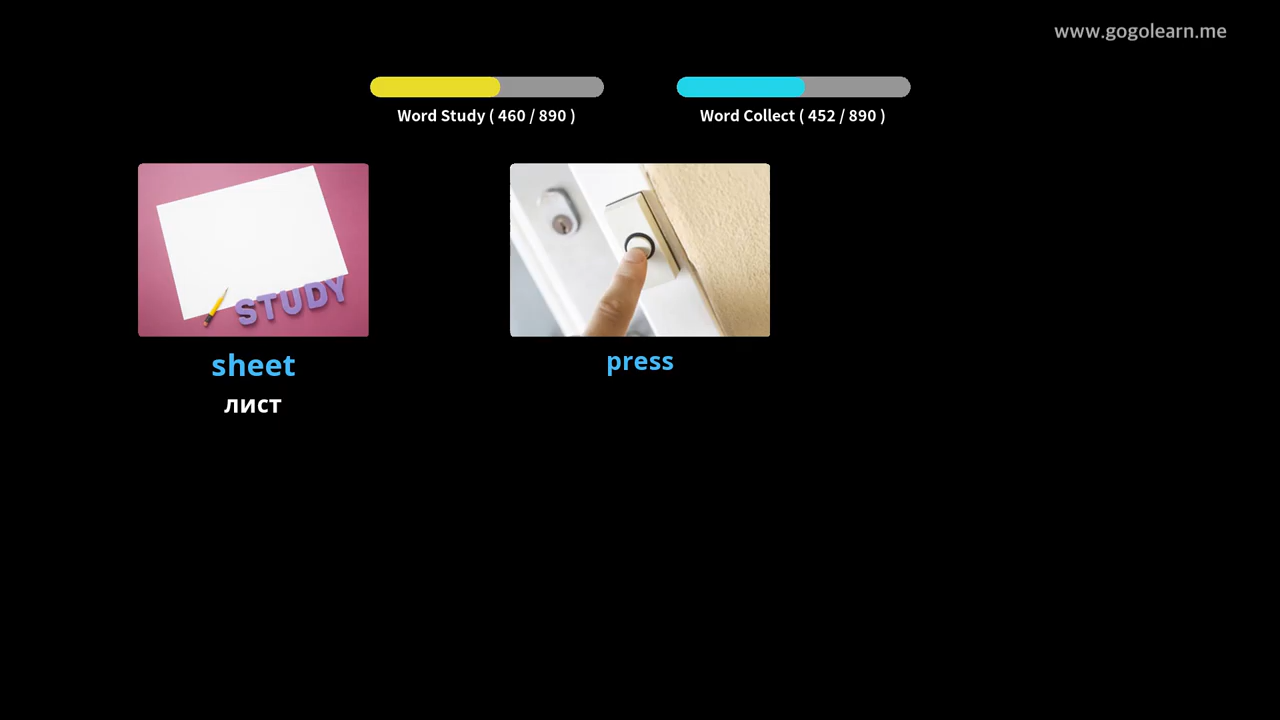 www.gogolearn.me
Word Study ( 460 / 890 )
Word Collect ( 452 / 890 )
STUDY
sheet
лист
press